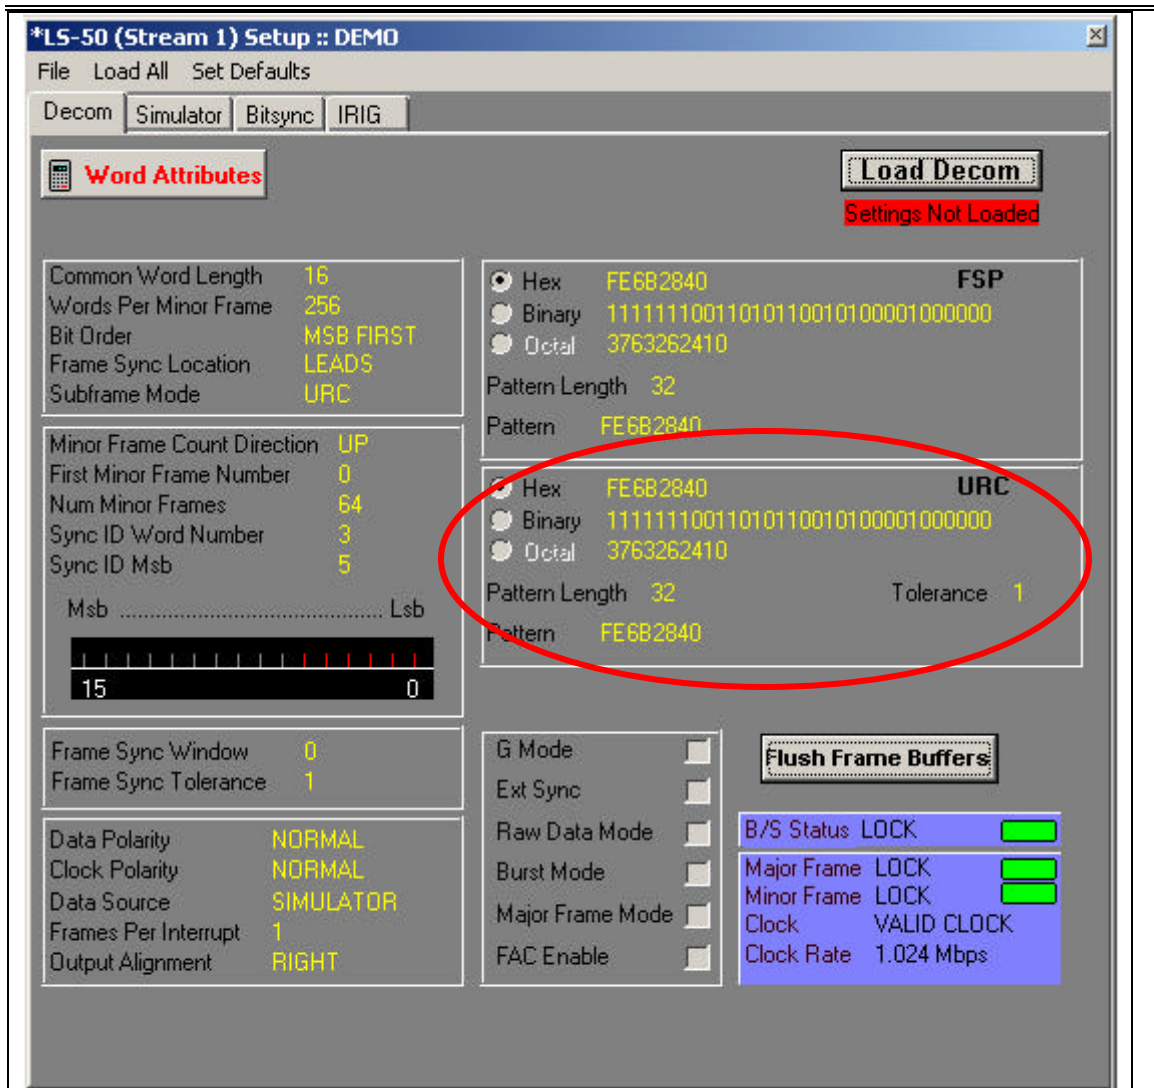 *LS-50 (Stream 1) Setup :: DEMO
File Load All Set Defaults
Decom Simulator Bitsync IRIG
Word Attributes
Load Decom
Settings Not Loaded
Common Word Length 16
Words Per Minor Frame 256
Bit Order MSB FIRST
Frame Sync Location LEADS
Subframe Mode URC
Hex FE6B2840 FSP
Binary 11111110011010110010100001000000
Octal 3763262410
Pattern Length 32
Pattern FE6B2840
Minor Frame Count Direction UP
First Minor Frame Number 0
Num Minor Frames 64
Sync ID Word Number 3
Sync ID Msb 5
Msb ............................................. Lsb
15 0
Hex FE6B2840 URC
Binary 11111110011010110010100001000000
Octal 3763262410
Pattern Length 32 Tolerance 1
Pattern FE6B2840
Frame Sync Window 0
Frame Sync Tolerance 1
Data Polarity NORMAL
Clock Polarity NORMAL
Data Source SIMULATOR
Frames Per Interrupt 1
Output Alignment RIGHT
G Mode
Ext Sync
Raw Data Mode
Burst Mode
Major Frame Mode
FAC Enable
Flush Frame Buffers
B/S Status LOCK
Major Frame LOCK
Minor Frame LOCK
Clock VALID CLOCK
Clock Rate 1.024 Mbps